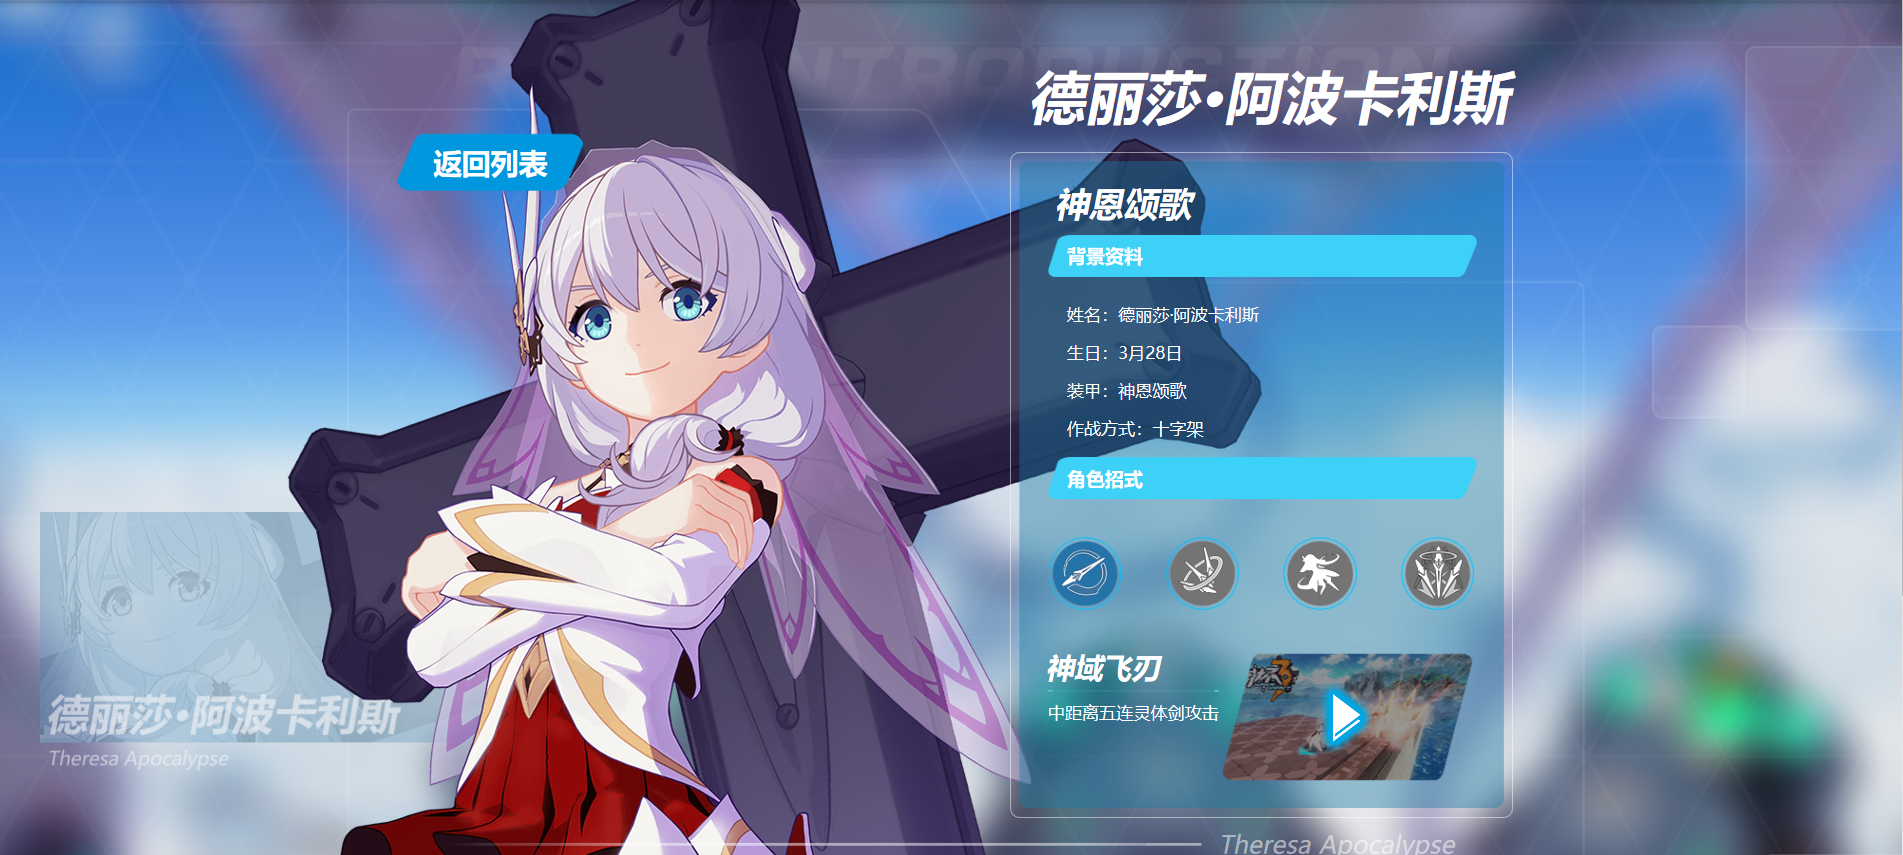 德丽莎·阿波卡利斯
返回列表
神恩颂歌
背景资料
姓名：德丽莎·阿波卡利斯
生日：3月28日
装甲：神恩颂歌
作战方式：十字架
角色招式
神域飞刃
中距离五连灵体剑攻击
德丽莎·阿波卡利斯
Theresa Apocalypse
Theresa Apocalypse